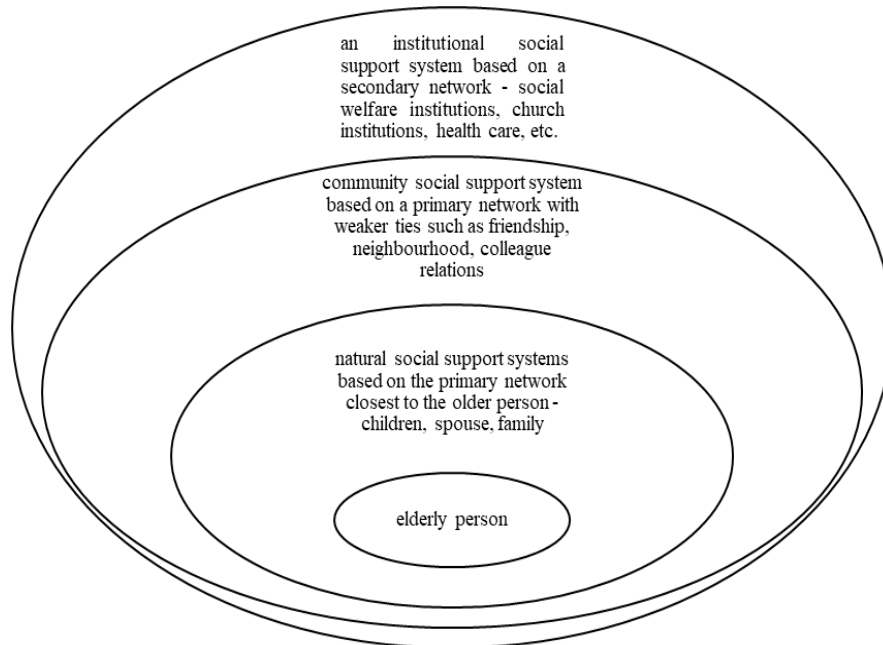 an institutional social
support system based on a
secondary network - social
welfare institutions, church
institutions, health care, etc.
community social support system
based on a primary network with
weaker ties such as friendship,
neighbourhood, colleague
relations
natural social support systems
based on the primary network
closest to the older person -
children, spouse, family
elderly person